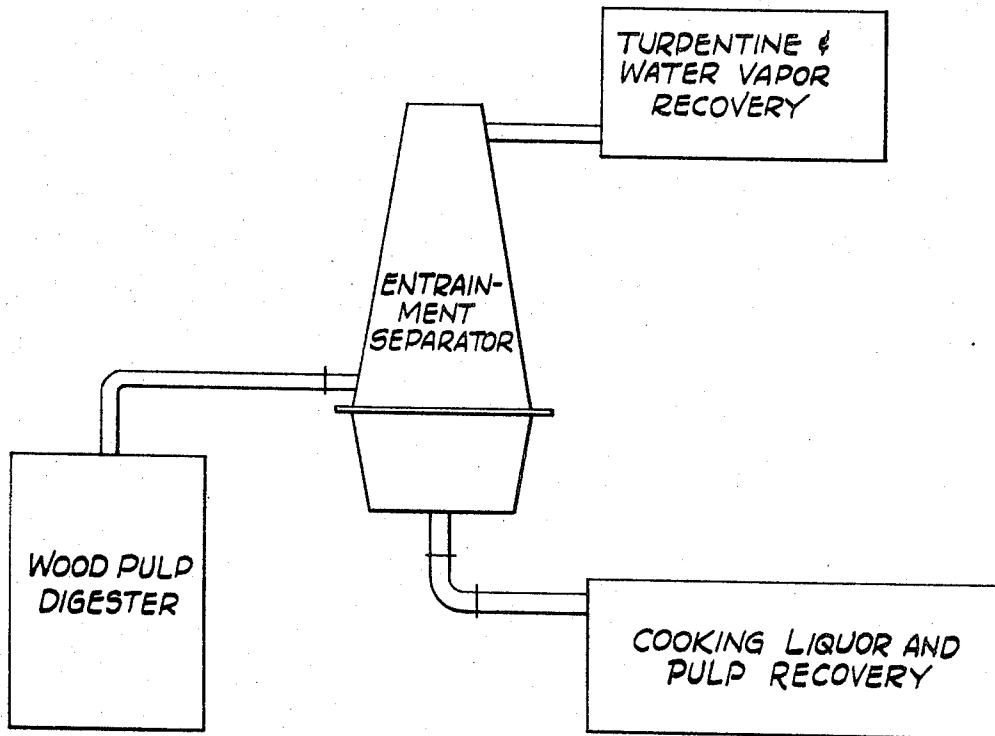 TURPENTINE &
WATER VAPOR
RECOVERY
ENTRAIN-
MENT
SEPARATOR
WOOD PULP
DIGESTER
COOKING LIQUOR AND
PULP RECOVERY